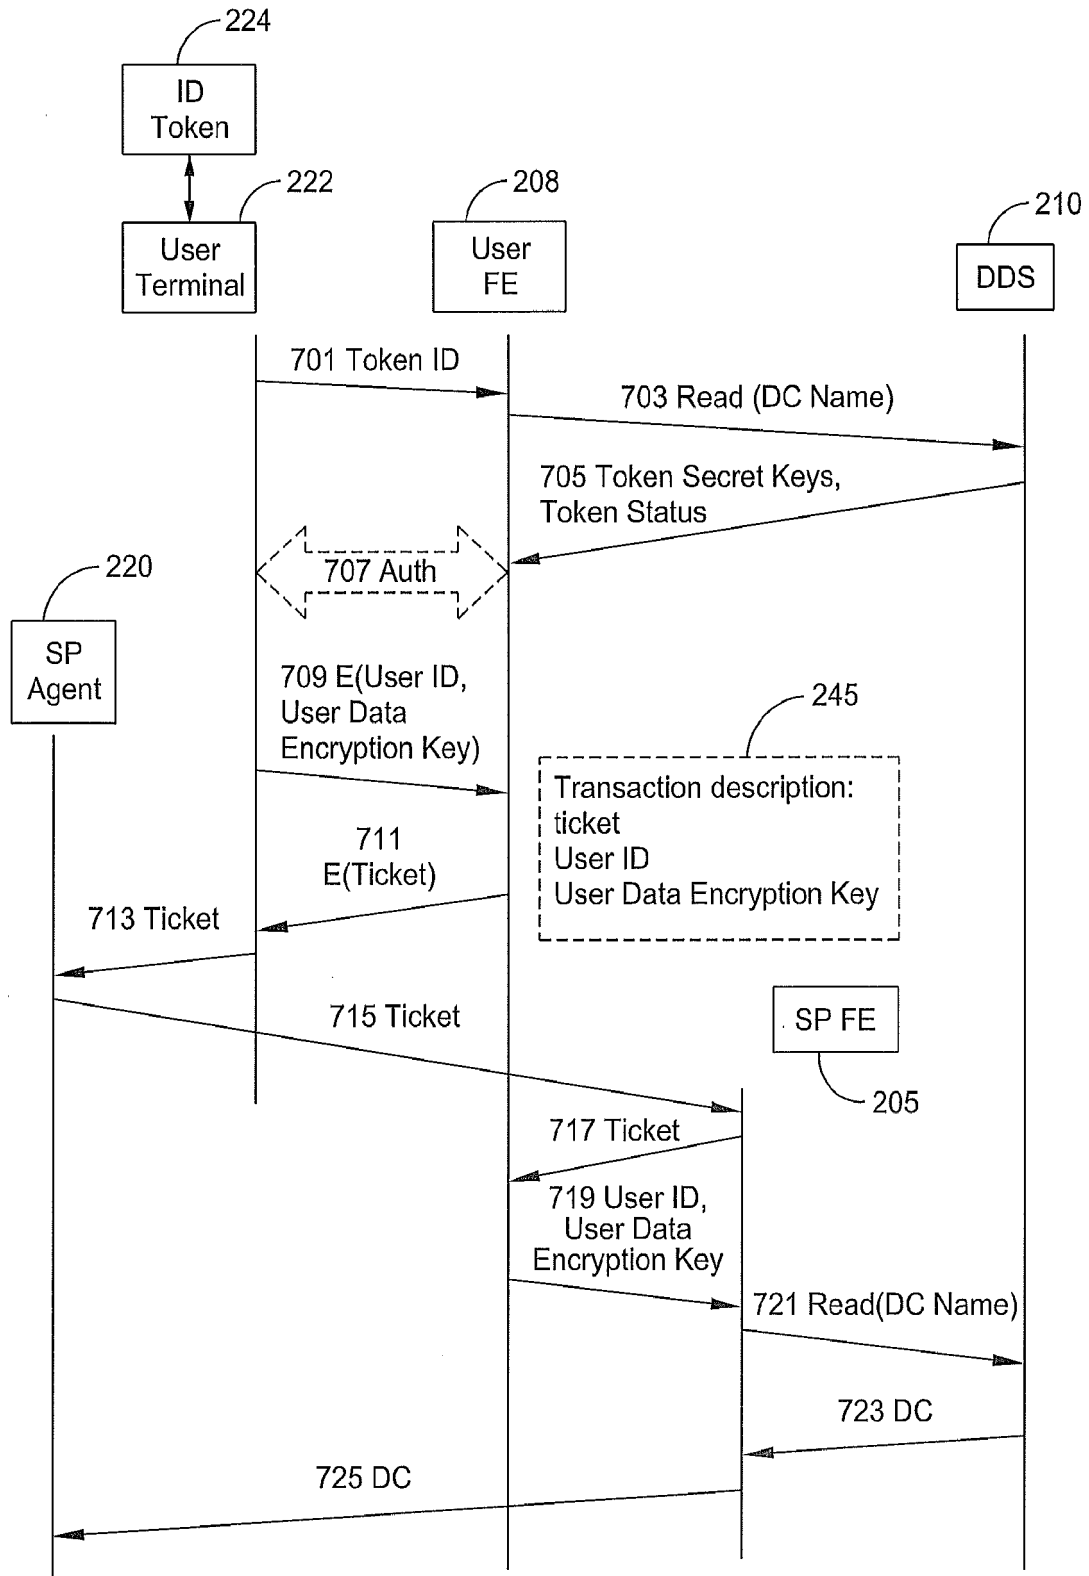 224
ID
Token
222
208
210
User
Terminal
User
FE
DDS
701 Token ID
703 Read (DC Name)
705 Token Secret Keys,
Token Status
707 Auth
220
SP
Agent
709 E(User ID,
User Data
Encryption Key)
245
Transaction description:
ticket
User ID
User Data Encryption Key
711
E(Ticket)
713 Ticket
715 Ticket
SP FE
205
717 Ticket
719 User ID,
User Data
Encryption Key
721 Read(DC Name)
723 DC
725 DC